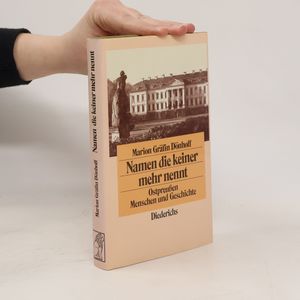 Marion Gräfin Dönhoff
Namen die keiner
mehr nennt
Ostpreußen
Menschen und Geschichte
Diederichs
Marion Gräfin Dönhoff
Namen die keiner mehr nennt